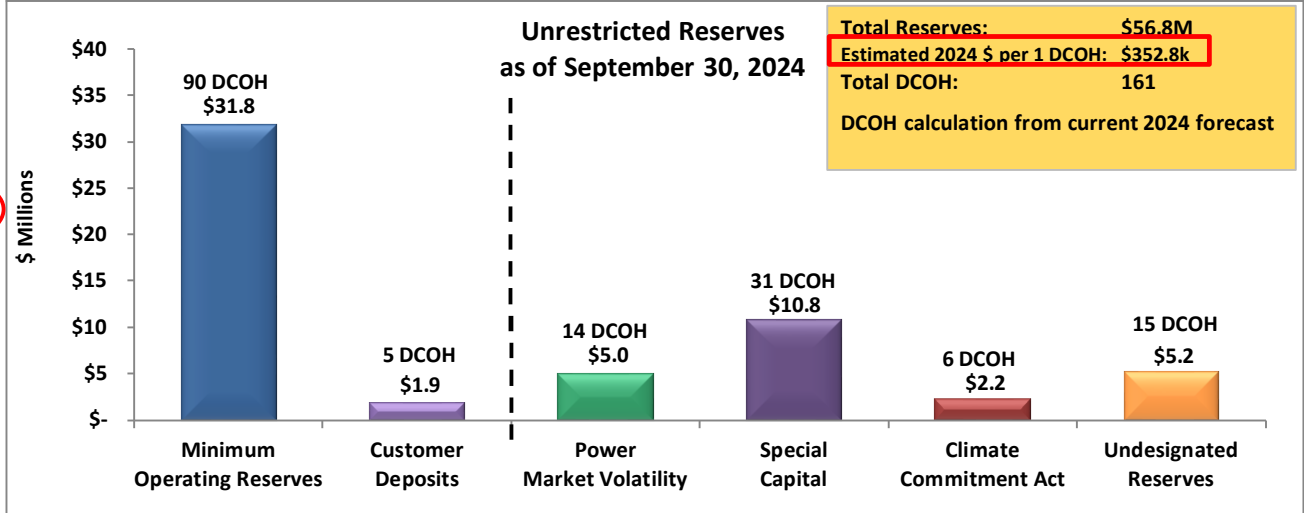 Unrestricted Reserves
as of September 30, 2024
Total Reserves: $56.8M
Estimated 2024 $ per 1 DCOH: $352.8k
Total DCOH: 161
DCOH calculation from current 2024 forecast
$ Millions
$40
$35
$30
$25
$20
$15
$10
$5
$-
90 DCOH
$31.8
5 DCOH
$1.9
14 DCOH
$5.0
31 DCOH
$10.8
6 DCOH
$2.2
15 DCOH
$5.2
Minimum
Operating Reserves
Customer
Deposits
Power
Market Volatility
Special
Capital
Climate
Commitment Act
Undesignated
Reserves